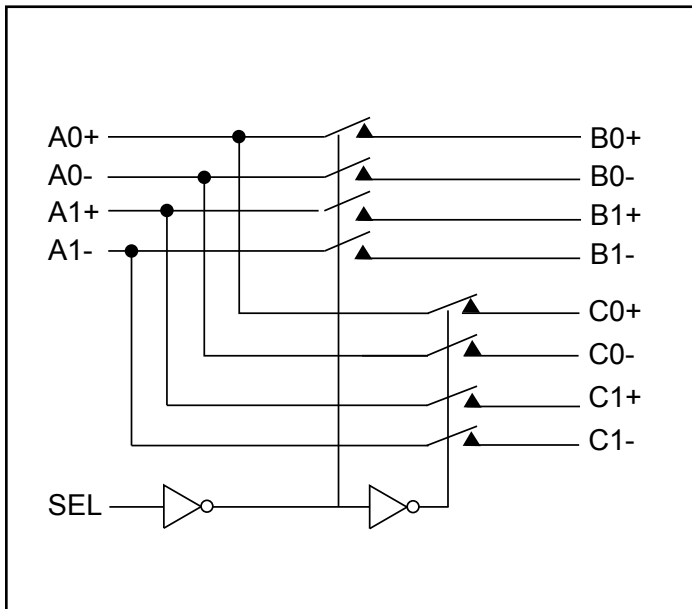 A0+
A0-
A1+
A1-
B0+
B0-
B1+
B1-
C0+
C0-
C1+
C1-
SEL